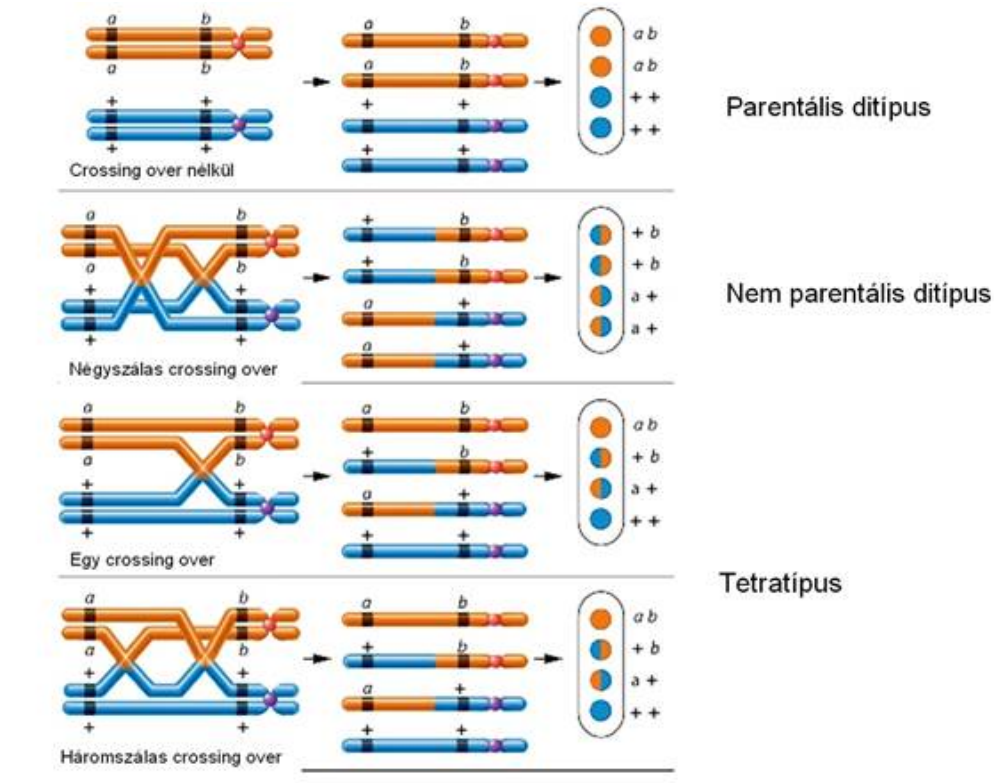 a b
a b
+ +
+ +
Crossing over nélkül
a b
a b
+ +
+ +
a b
a b
+ +
+ +
Parentális ditípus
a b
a b
+ +
+ +
Négyszálas crossing over
+ b
+ b
a +
a +
+ b
+ b
a +
a +
Nem parentális ditípus
a b
a b
+ +
+ +
Egy crossing over
a b
+ b
a +
+ +
a b
+ b
a +
+ +
Tetratípus
a b
a b
+ +
+ +
Háromszálas crossing over
a b
+ b
a +
+ +
a b
+ b
a +
+ +